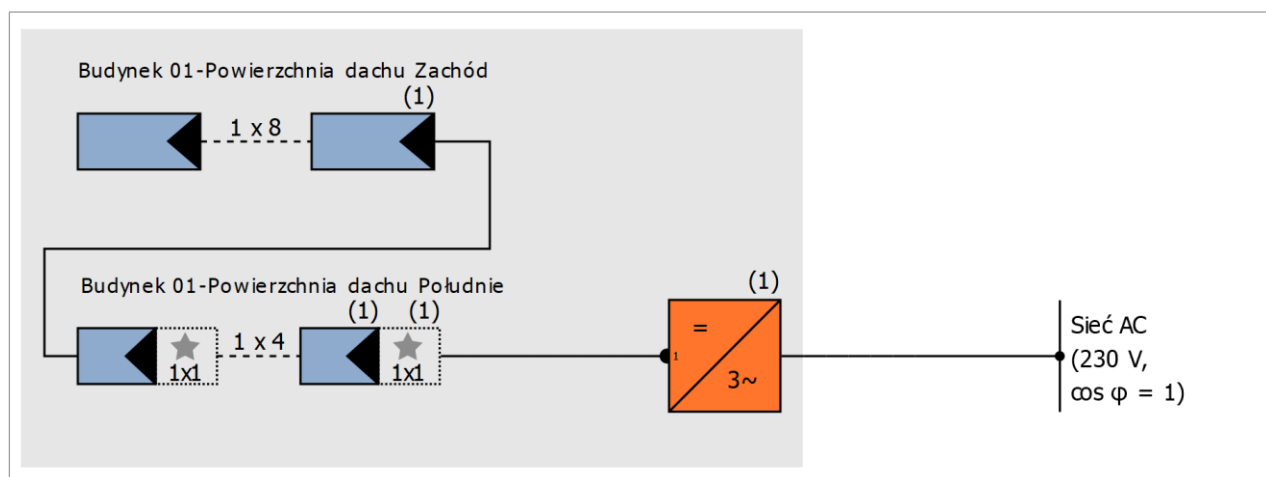 Budynek 01-Powierzchnia dachu Zachód
(1)
1 x 8
Budynek 01-Powierzchnia dachu Południe
(1) (1)
1x1
1 x 4
1x1
(1)
=
1
3~
Sieć AC
(230 V,
cos φ = 1)